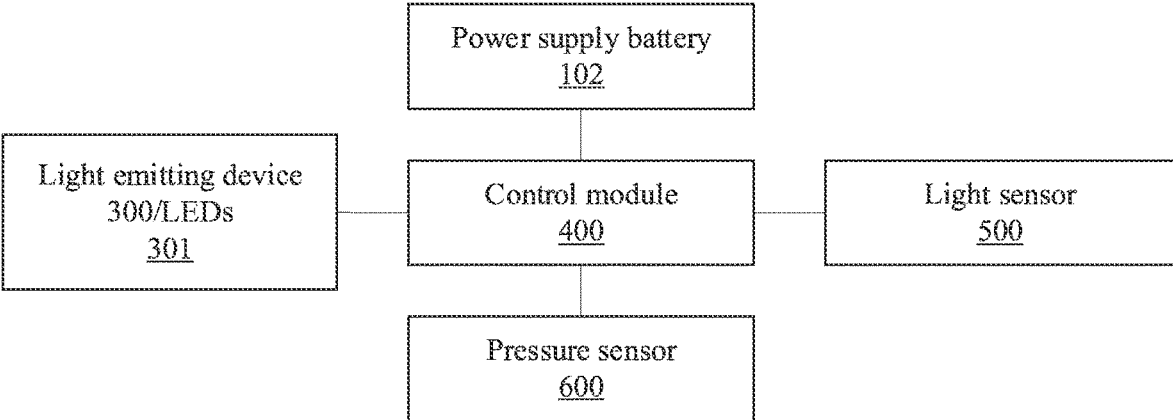 Power supply battery
102
Light emitting device
300/LEDs
301
Control module
400
Light sensor
500
Pressure sensor
600